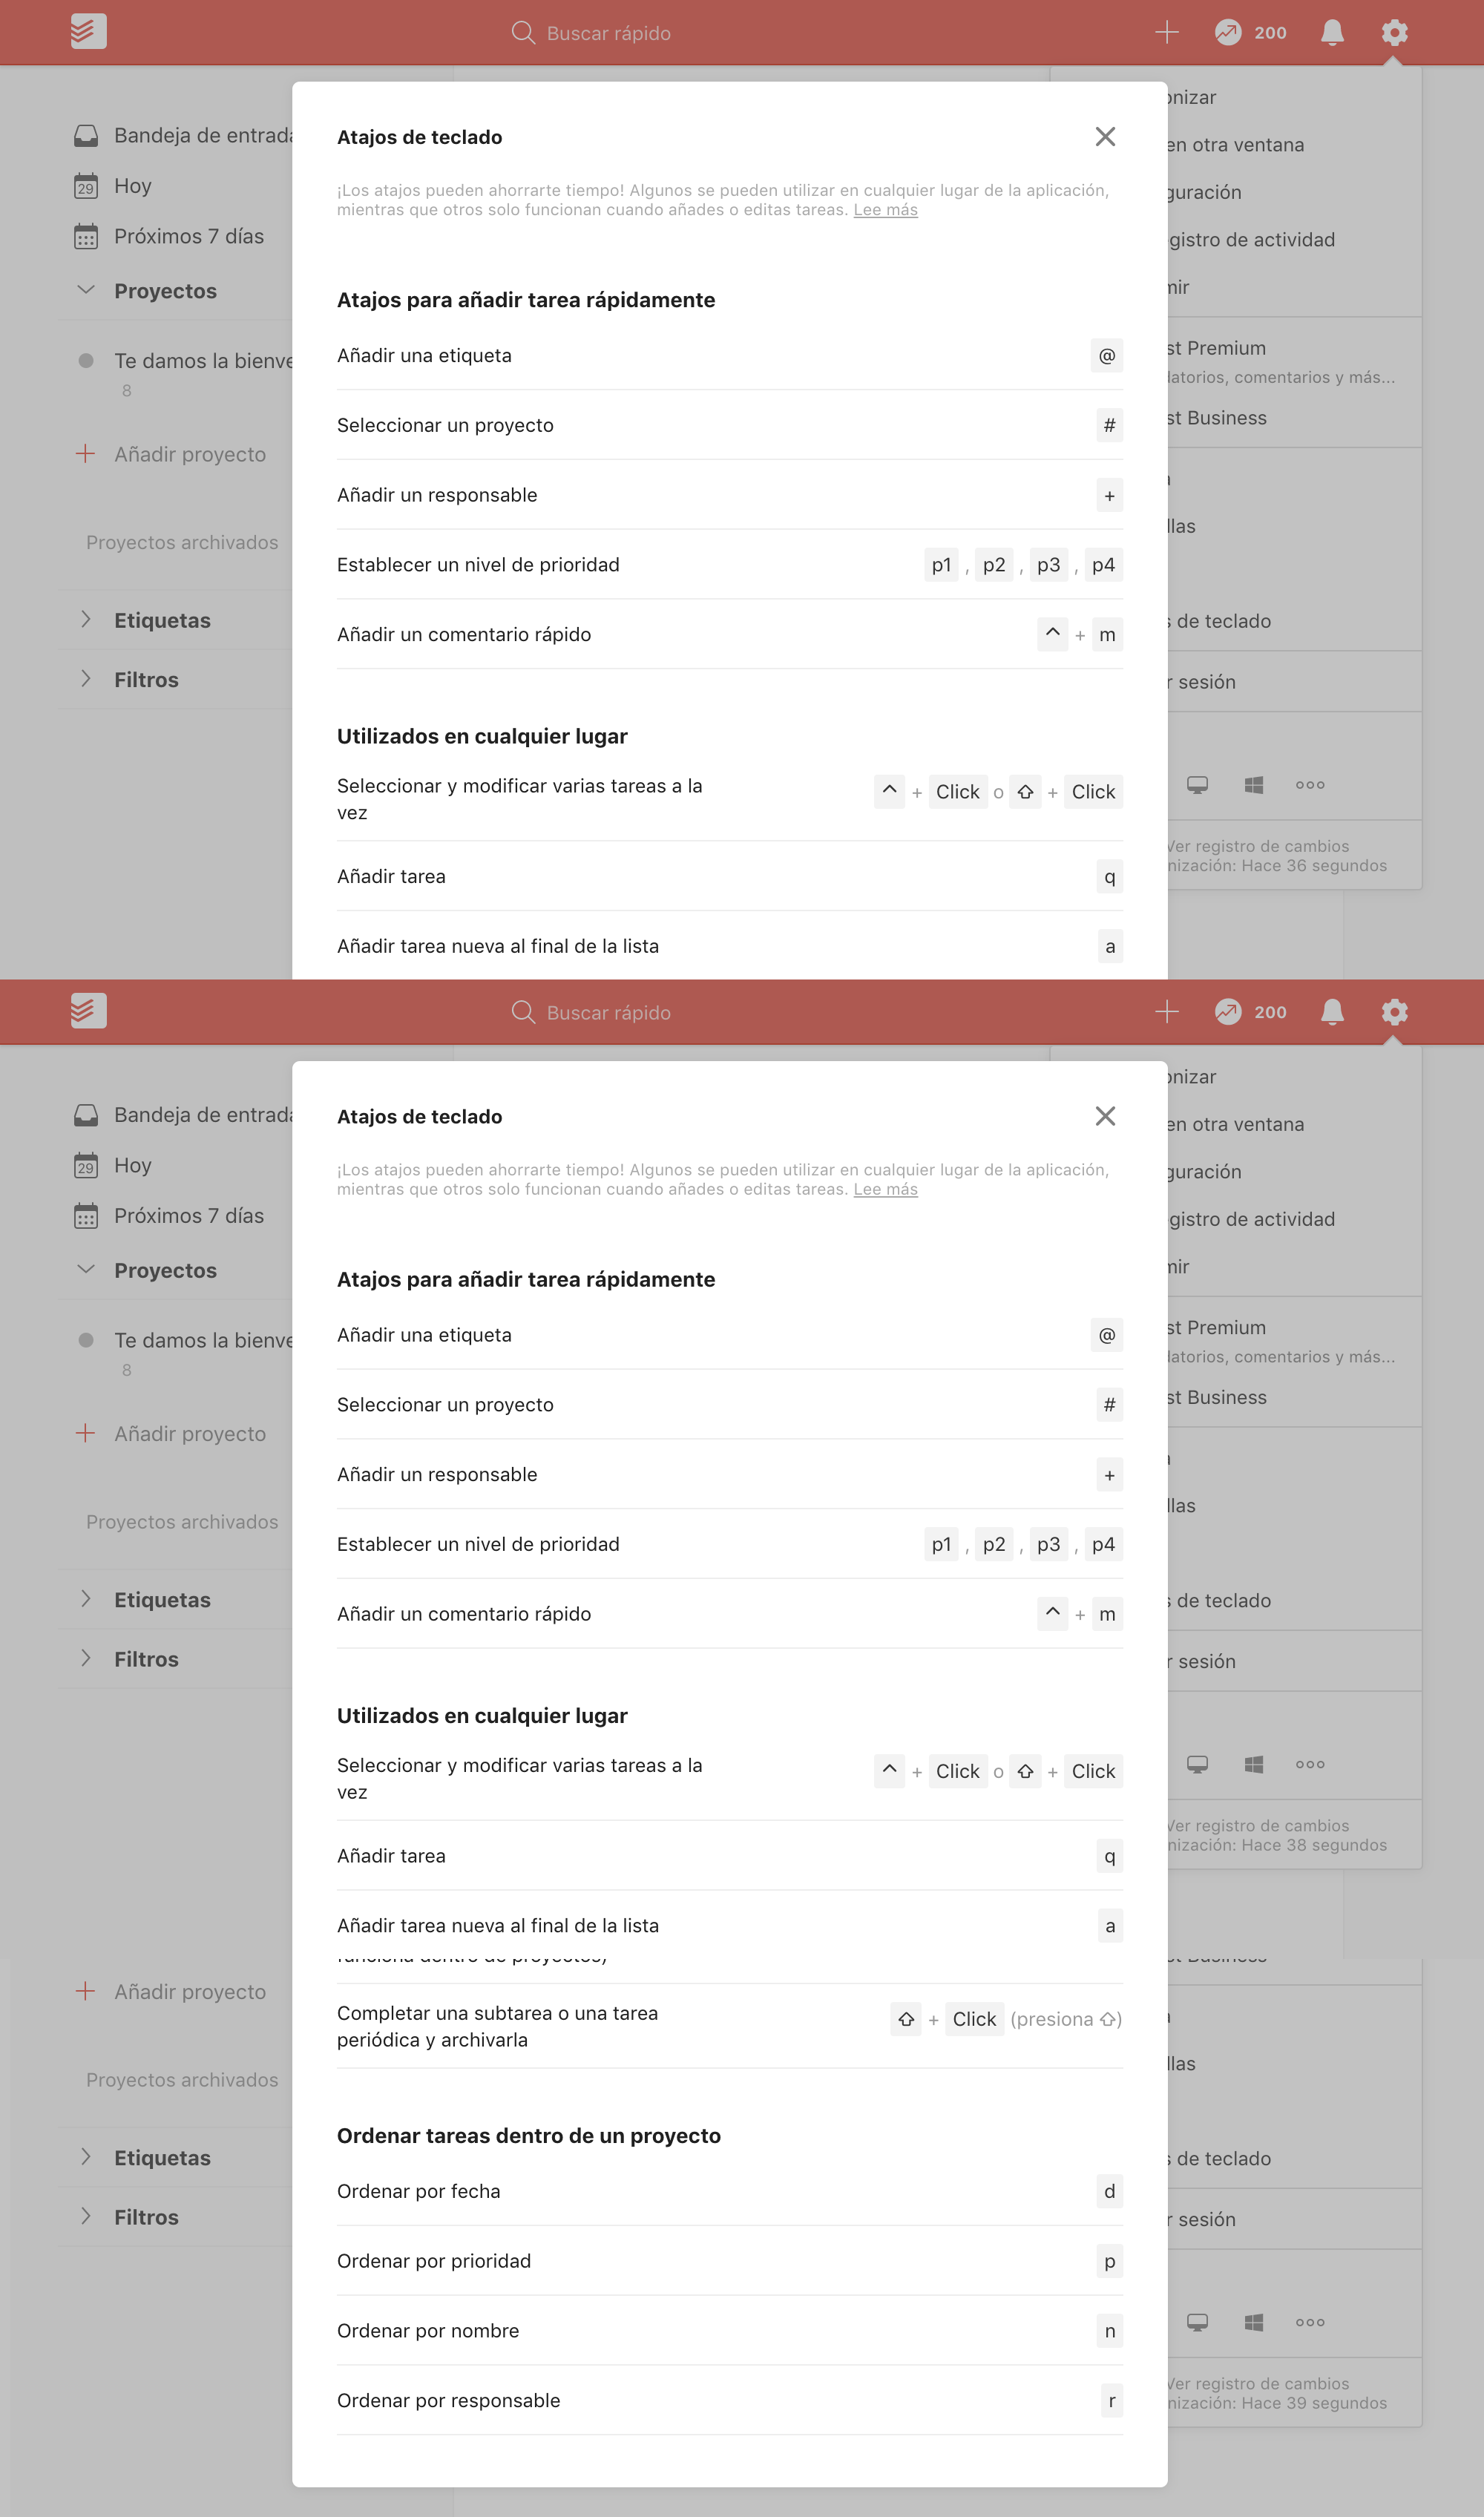 Buscar rápido
200
Bandeja de entrada
29
Hoy
Próximos 7 días
Proyectos
Te damos la bienve
8
Añadir proyecto
Proyectos archivados
Etiquetas
Filtros
Atajos de teclado
¡Los atajos pueden ahorrarte tiempo! Algunos se pueden utilizar en cualquier lugar de la aplicación,
mientras que otros solo funcionan cuando añades o editas tareas. Lee más
Atajos para añadir tarea rápidamente
Añadir una etiqueta @
Seleccionar un proyecto #
Añadir un responsable +
Establecer un nivel de prioridad p1 , p2 , p3 , p4
Añadir un comentario rápido ^ + m
Utilizados en cualquier lugar
Seleccionar y modificar varias tareas a la
vez
^ + Click o ⇧ + Click
Añadir tarea q
Añadir tarea nueva al final de la lista a
onizar
en otra ventana
guración
gistro de actividad
mir
st Premium
latorios, comentarios y más...
st Business
llas
s de teclado
r sesión
Ver registro de cambios
nización: Hace 36 segundos
Buscar rápido
200
Bandeja de entrada
29
Hoy
Próximos 7 días
Proyectos
Te damos la bienve
8
Añadir proyecto
Proyectos archivados
Etiquetas
Filtros
Atajos de teclado
¡Los atajos pueden ahorrarte tiempo! Algunos se pueden utilizar en cualquier lugar de la aplicación,
mientras que otros solo funcionan cuando añades o editas tareas. Lee más
Atajos para añadir tarea rápidamente
Añadir una etiqueta @
Seleccionar un proyecto #
Añadir un responsable +
Establecer un nivel de prioridad p1 , p2 , p3 , p4
Añadir un comentario rápido ^ + m
Utilizados en cualquier lugar
Seleccionar y modificar varias tareas a la
vez
^ + Click o ⇧ + Click
Añadir tarea q
Añadir tarea nueva al final de la lista a
onizar
en otra ventana
guración
gistro de actividad
mir
st Premium
latorios, comentarios y más...
st Business
llas
s de teclado
r sesión
Ver registro de cambios
nización: Hace 38 segundos
Añadir proyecto
Proyectos archivados
Etiquetas
Filtros
funciona dentro de proyectos)
Completar una subtarea o una tarea
periódica y archivarla
⇧ + Click (presiona ⇧)
Ordenar tareas dentro de un proyecto
Ordenar por fecha d
Ordenar por prioridad p
Ordenar por nombre n
Ordenar por responsable r
st Business
llas
s de teclado
r sesión
Ver registro de cambios
nización: Hace 39 segundos